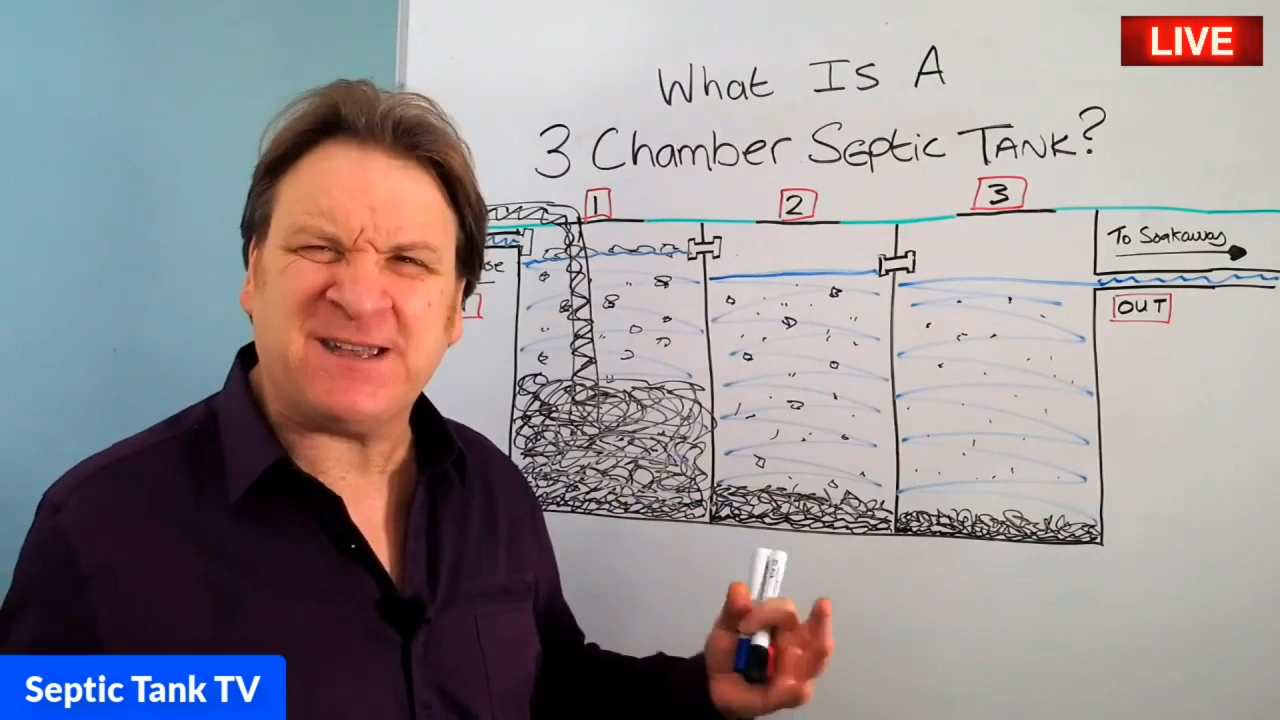 LIVE
What Is A
3 Chamber Septic Tank?
1
2
3
To Soakaway
OUT
Septic Tank TV